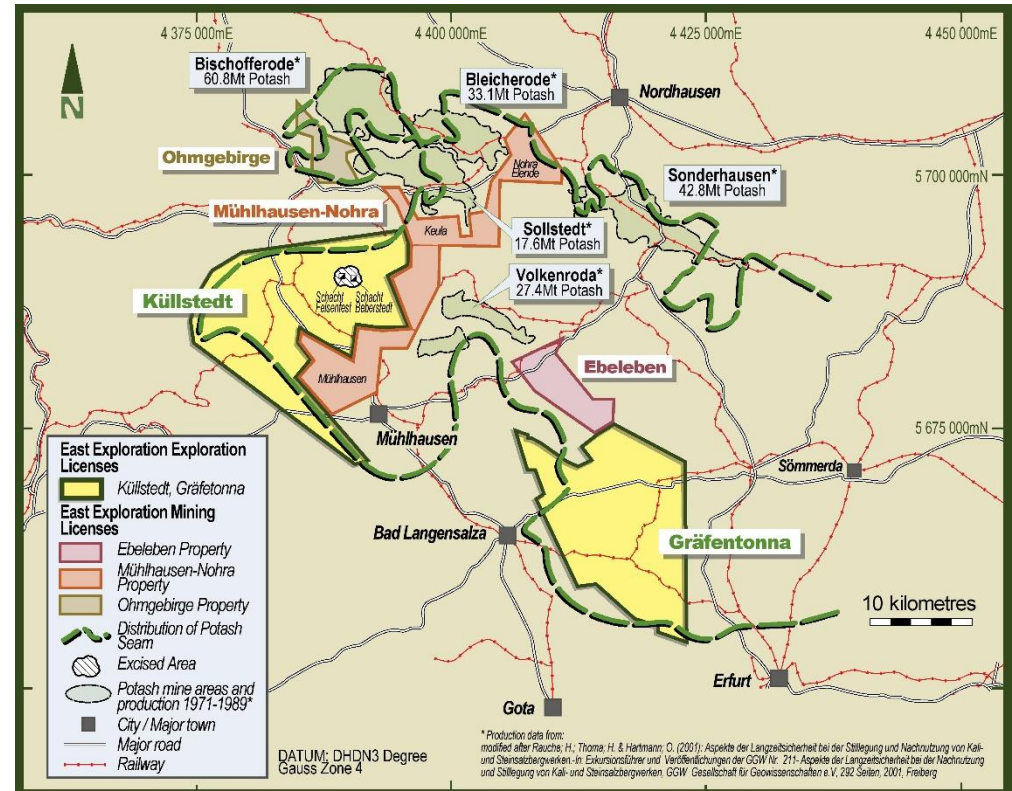 4 375 000mE
4 400 000mE
4 425 000mE
4 450 000mE
N
Bischofferode*
60.8Mt Potash
Bleicherode*
33.1Mt Potash
Nordhausen
Ohmgebirge
Nohra
Elende
Sonderhausen*
42.8Mt Potash
5 700 000mN
Mühlhausen-Nohra
Keula
Sollstedt*
17.6Mt Potash
Volkenroda*
27.4Mt Potash
Küllstedt
Schacht
Felsenfest
Schacht
Beberstedt
Ebeleben
Mühlhausen
Mühlhausen
5 675 000mN
Sömmerda
Bad Langensalza
Gräfentonna
10 kilometres
Erfurt
Gota
East Exploration Exploration
Licenses
Küllstedt, Gräfetonna
East Exploration Mining
Licenses
Ebeleben Property
Mühlhausen-Nohra
Property
Ohmgebirge Property
Distribution of Potash
Seam
Excised Area
Potash mine areas and
production 1971-1989*
City / Major town
Major road
Railway
DATUM; DHDN3 Degree
Gauss Zone 4
* Production data from:
modified after Rauche; H.; Thoma; H. & Hartmann; O. (2001): Aspekte der Langzeitsicherheit bei der Stillegung und Nachnutzung von Kali-
und Steinsalzbergwerken.-in: Exkursionsführer und Veröffentlichungen der GGW Nr. 211- Aspekte der Langzeitsicherheit der Nachnutzung
und Stillegung von Kali- und Steinsalzbergwerken, GGW Gesellschaft für Geowissenschaften e.V, 292 Seiten, 2001, Freiberg